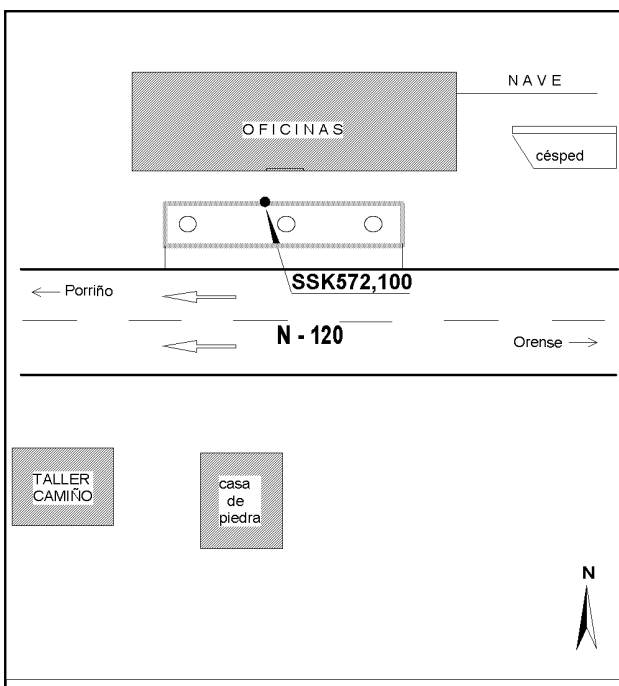 NAVE
OFICINAS
césped
SSK572,100
← Porriño
N - 120
Orense →
TALLER
CAMIÑO
casa
de
piedra
N